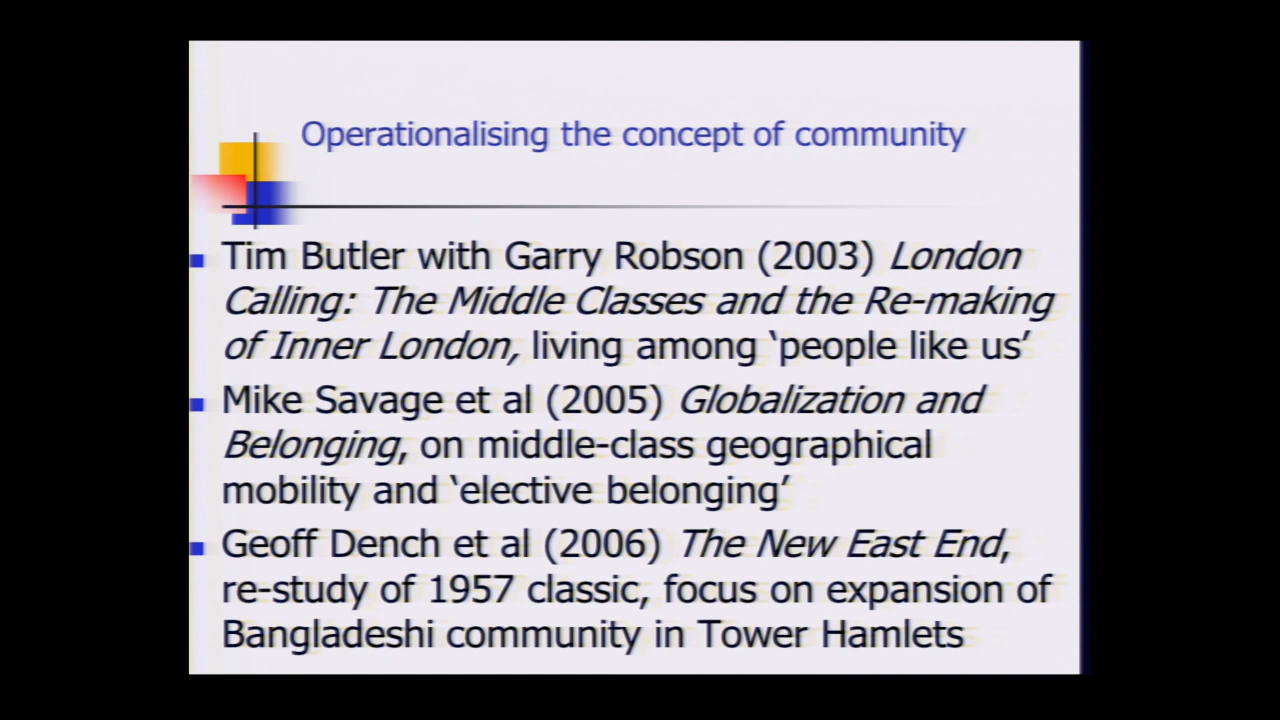 Operationalising the concept of community
Tim Butler with Garry Robson (2003) London
Calling: The Middle Classes and the Re-making
of Inner London, living among ‘people like us’
Mike Savage et al (2005) Globalization and
Belonging, on middle-class geographical
mobility and ‘elective belonging’
Geoff Dench et al (2006) The New East End,
re-study of 1957 classic, focus on expansion of
Bangladeshi community in Tower Hamlets